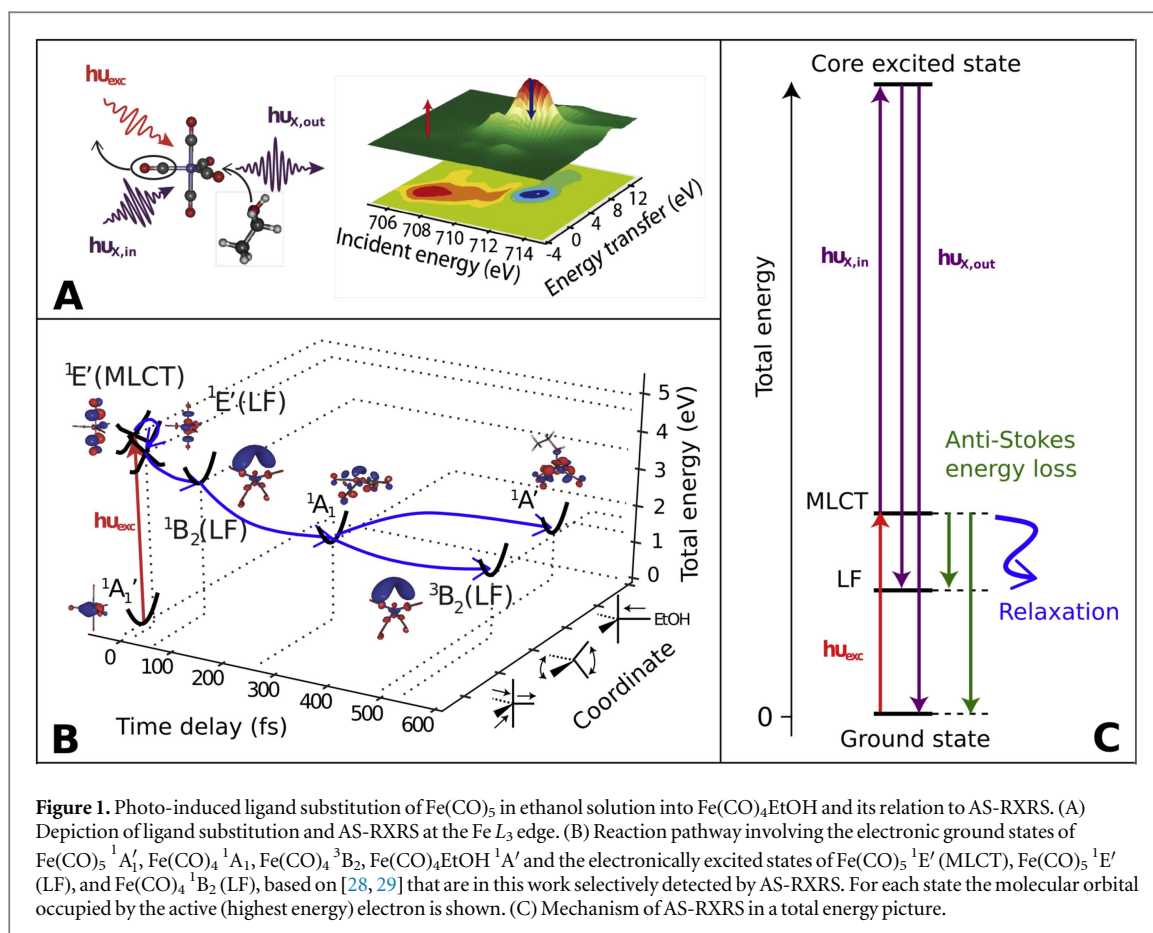 hυexc
hυX,out
hυX,in
706 708 710 712 714
Incident energy (eV)
-4 0 4 8 12
Energy transfer (eV)
A
¹E'(MLCT)
¹E'(LF)
¹B₂(LF)
¹A₁
¹A'
³B₂(LF)
hυexc
¹A₁'
EtOH
0 100 200 300 400 500 600
Time delay (fs)
Coordinate
0 1 2 3 4 5
Total energy (eV)
B
Core excited state
Total energy
hυX,in
hυX,out
Anti-Stokes
energy loss
MLCT
LF
Relaxation
hυexc
0
Ground state
C
Figure 1. Photo-induced ligand substitution of Fe(CO)₅ in ethanol solution into Fe(CO)₄EtOH and its relation to AS-RXRS. (A)
Depiction of ligand substitution and AS-RXRS at the Fe L₃ edge. (B) Reaction pathway involving the electronic ground states of
Fe(CO)₅ ¹A₁′, Fe(CO)₄ ¹A₁, Fe(CO)₄ ³B₂, Fe(CO)₄EtOH ¹A′ and the electronically excited states of Fe(CO)₅ ¹E′ (MLCT), Fe(CO)₅ ¹E′
(LF), and Fe(CO)₄ ¹B₂ (LF), based on [28, 29] that are in this work selectively detected by AS-RXRS. For each state the molecular orbital
occupied by the active (highest energy) electron is shown. (C) Mechanism of AS-RXRS in a total energy picture.